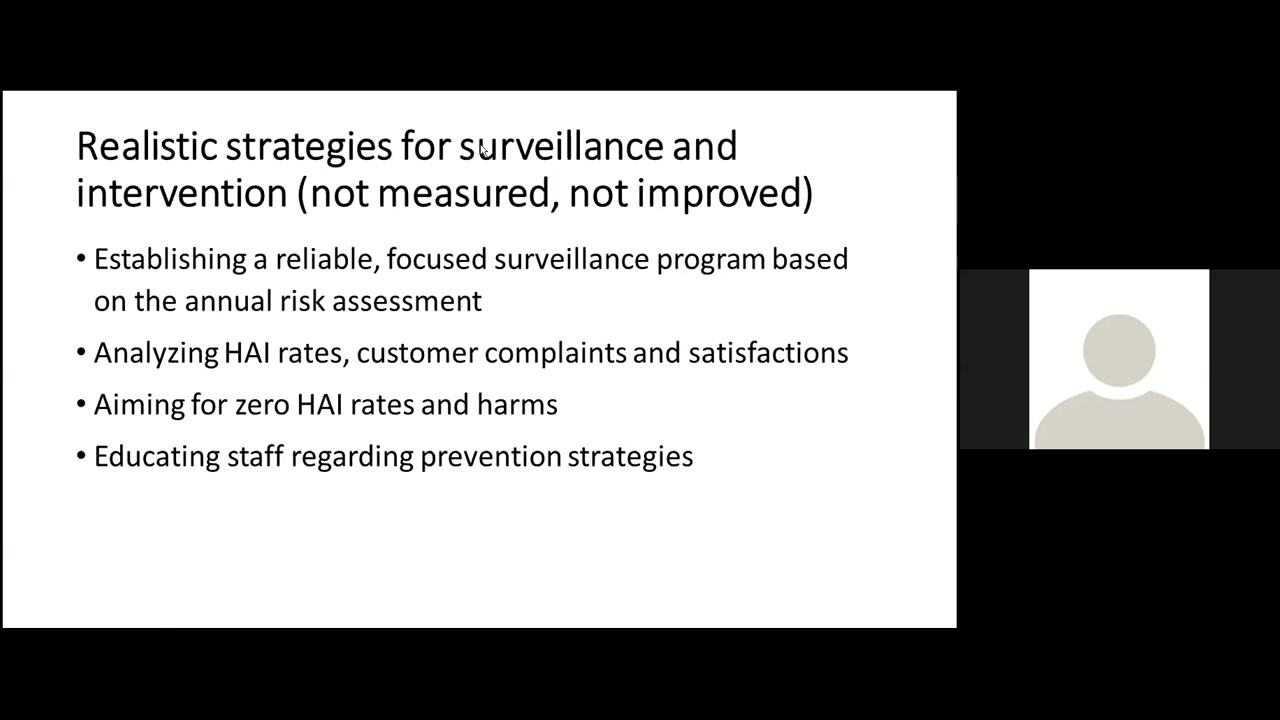 Realistic strategies for surveillance and
intervention (not measured, not improved)
• Establishing a reliable, focused surveillance program based
on the annual risk assessment
• Analyzing HAI rates, customer complaints and satisfactions
• Aiming for zero HAI rates and harms
• Educating staff regarding prevention strategies